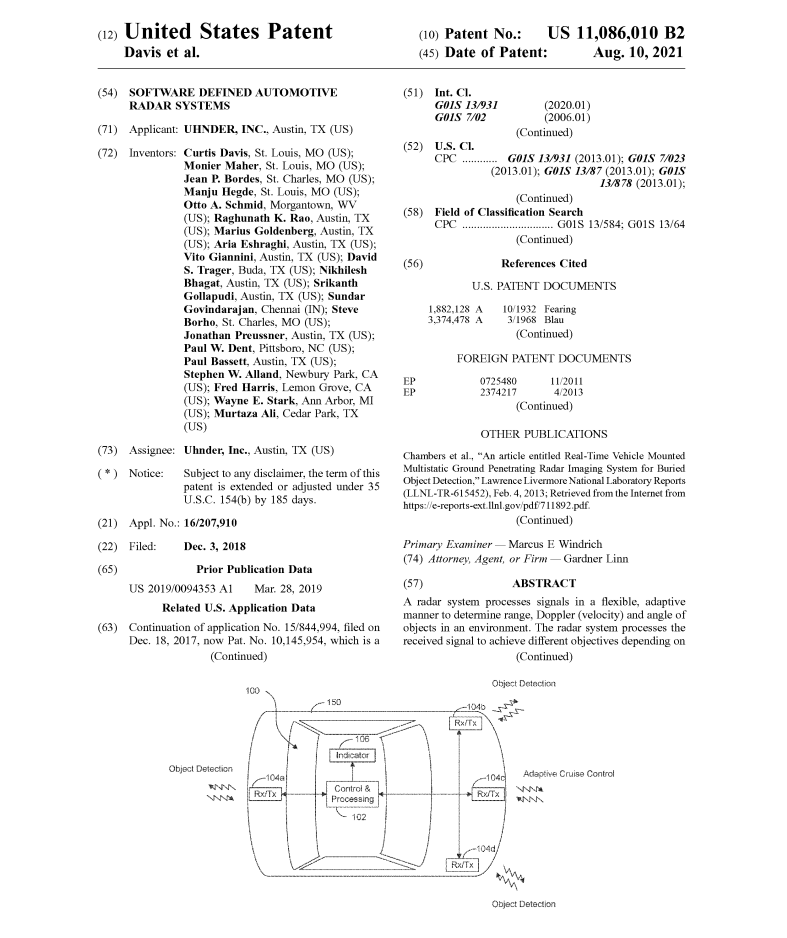 (12) United States Patent
Davis et al.
(10) Patent No.: US 11,086,010 B2
(45) Date of Patent: Aug. 10, 2021
(54) SOFTWARE DEFINED AUTOMOTIVE
RADAR SYSTEMS
(71) Applicant: UHNDER, INC., Austin, TX (US)
(72) Inventors: Curtis Davis, St. Louis, MO (US);
Monier Maher, St. Louis, MO (US);
Jean P. Bordes, St. Charles, MO (US);
Manju Hegde, St. Louis, MO (US);
Otto A. Schmid, Morgantown, WV
(US); Raghunath K. Rao, Austin, TX
(US); Marius Goldenberg, Austin, TX
(US); Aria Eshraghi, Austin, TX (US);
Vito Giannini, Austin, TX (US); David
S. Trager, Buda, TX (US); Nikhilesh
Bhagat, Austin, TX (US); Srikanth
Gollapudi, Austin, TX (US); Sundar
Govindarajan, Chennai (IN); Steve
Borho, St. Charles, MO (US);
Jonathan Preussner, Austin, TX (US);
Paul W. Dent, Pittsboro, NC (US);
Paul Bassett, Austin, TX (US);
Stephen W. Alland, Newbury Park, CA
(US); Fred Harris, Lemon Grove, CA
(US); Wayne E. Stark, Ann Arbor, MI
(US); Murtaza Ali, Cedar Park, TX
(US)
(73) Assignee: Uhnder, Inc., Austin, TX (US)
( * ) Notice: Subject to any disclaimer, the term of this
patent is extended or adjusted under 35
U.S.C. 154(b) by 185 days.
(21) Appl. No.: 16/207,910
(22) Filed: Dec. 3, 2018
(65) Prior Publication Data
US 2019/0094353 A1 Mar. 28, 2019
Related U.S. Application Data
(63) Continuation of application No. 15/844,994, filed on
Dec. 18, 2017, now Pat. No. 10,145,954, which is a
(Continued)
(51) Int. Cl.
G01S 13/931 (2020.01)
G01S 7/02 (2006.01)
(Continued)
(52) U.S. Cl.
CPC ............ G01S 13/931 (2013.01); G01S 7/023
(2013.01); G01S 13/87 (2013.01); G01S
13/878 (2013.01);
(Continued)
(58) Field of Classification Search
CPC .............................. G01S 13/584; G01S 13/64
(Continued)
(56) References Cited
U.S. PATENT DOCUMENTS
1,882,128 A 10/1932 Fearing
3,374,478 A 3/1968 Blau
(Continued)
FOREIGN PATENT DOCUMENTS
EP 0725480 11/2011
EP 2374217 4/2013
(Continued)
OTHER PUBLICATIONS
Chambers et al., “An article entitled Real-Time Vehicle Mounted
Multistatic Ground Penetrating Radar Imaging System for Buried
Object Detection,” Lawrence Livermore National Laboratory Reports
(LLNL-TR-615452), Feb. 4, 2013; Retrieved from the Internet from
https://e-reports-ext.llnl.gov/pdf/711892.pdf.
(Continued)
Primary Examiner — Marcus E Windrich
(74) Attorney, Agent, or Firm — Gardner Linn
(57) ABSTRACT
A radar system processes signals in a flexible, adaptive
manner to determine range, Doppler (velocity) and angle of
objects in an environment. The radar system processes the
received signal to achieve different objectives depending on
(Continued)
Object Detection
100
150
104b
Rx/Tx
106
Indicator
Object Detection
104a
Rx/Tx
Control &
Processing
102
104c
Rx/Tx
Adaptive Cruise Control
104d
Rx/Tx
Object Detection